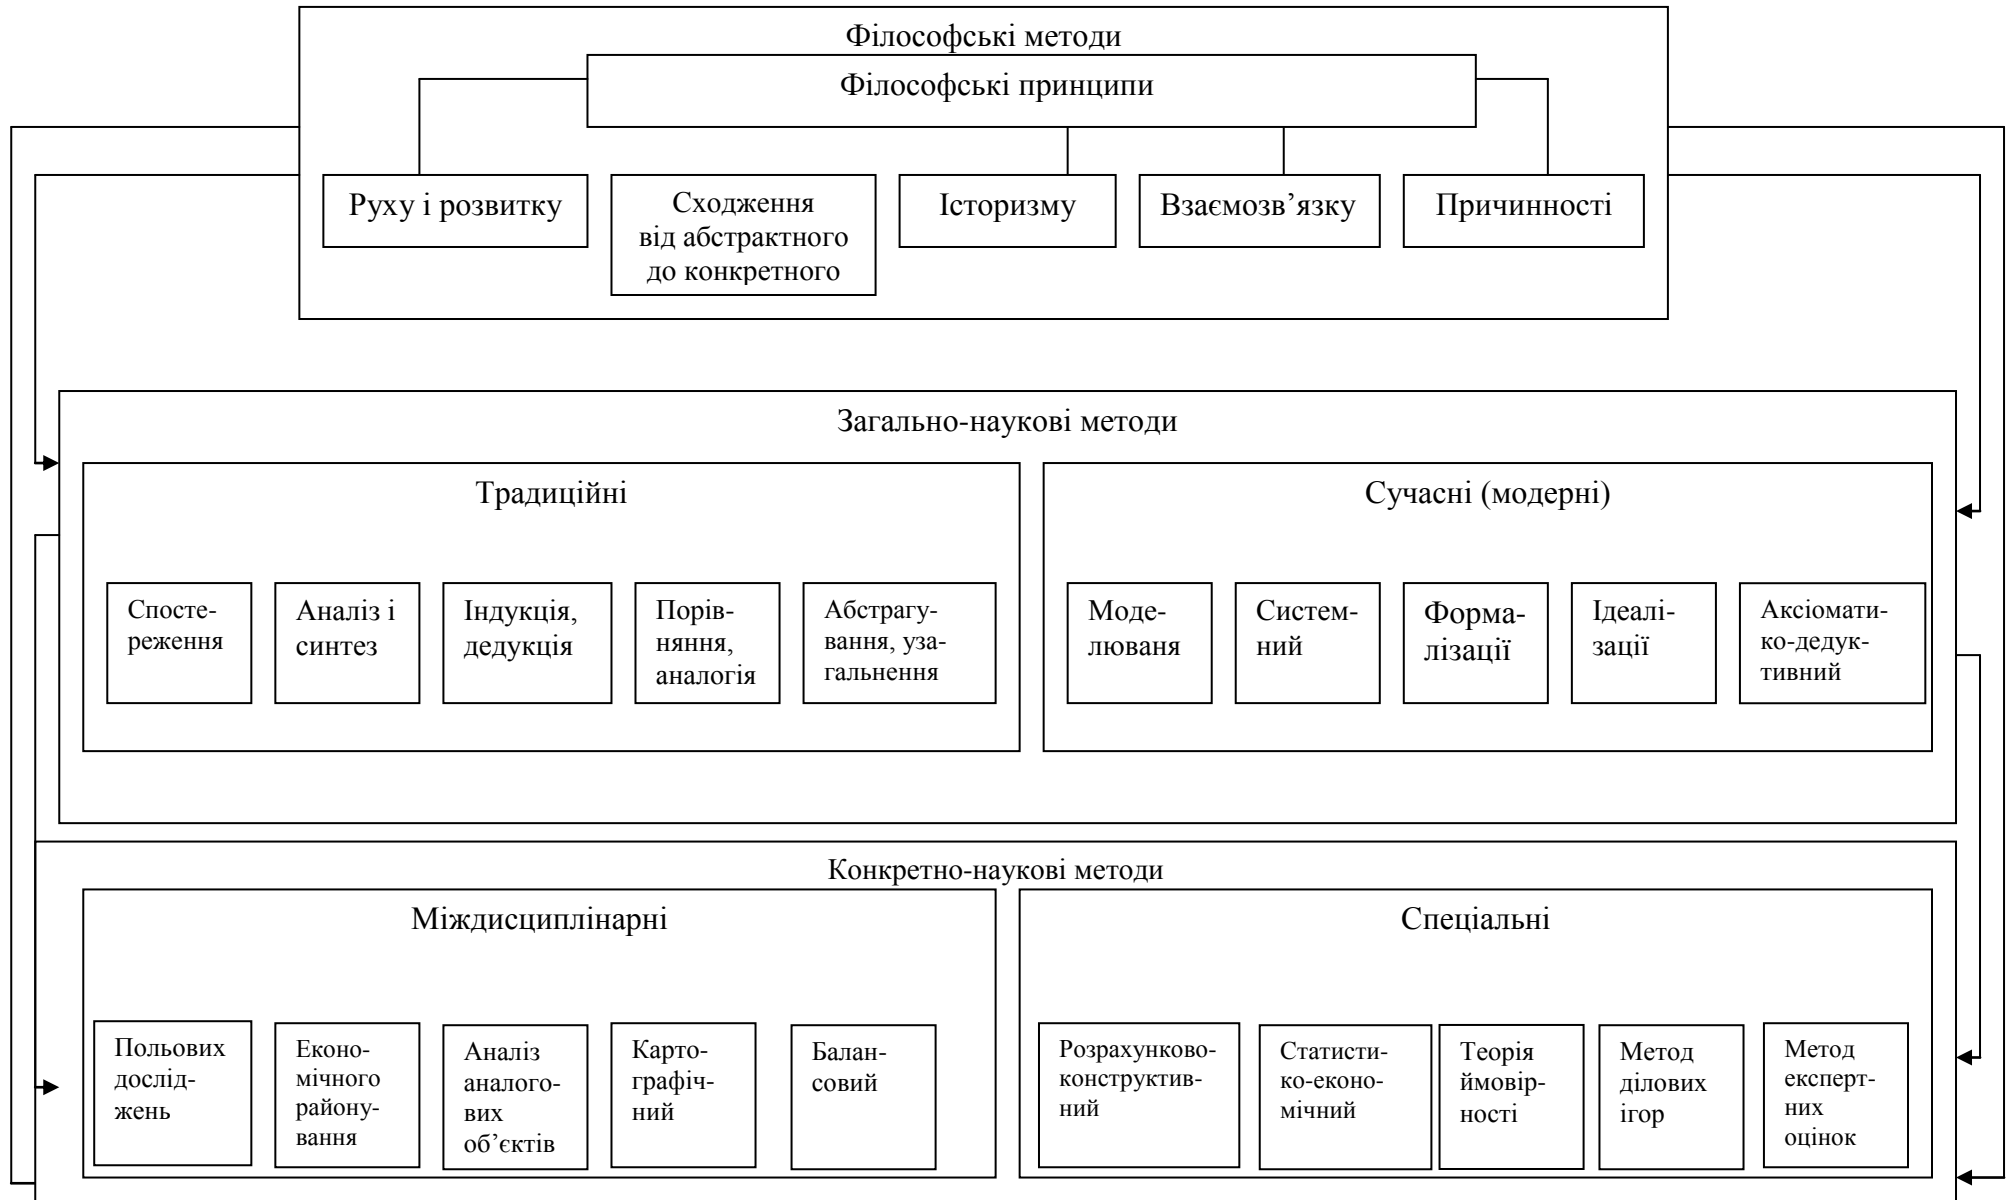 Філософські методи
Філософські принципи
Руху і розвитку
Сходження
від абстрактного
до конкретного
Історизму
Взаємозв’язку
Причинності
Загально-наукові методи
Традиційні
Спосте-
реження
Аналіз і
синтез
Індукція,
дедукція
Порів-
няння,
аналогія
Абстрагу-
вання, уза-
гальнення
Сучасні (модерні)
Моде-
люваня
Систем-
ний
Форма-
лізації
Ідеалі-
зації
Аксіомати-
ко-дедук-
тивний
Конкретно-наукові методи
Міждисциплінарні
Польових
дослід-
жень
Еконо-
мічного
району-
вання
Аналіз
аналого-
вих
об’єктів
Карто-
графіч-
ний
Балан-
совий
Спеціальні
Розрахунково-
конструктив-
ний
Статисти-
ко-еконо-
мічний
Теорія
ймовір-
ності
Метод
ділових
ігор
Метод
експерт-
них
оцінок